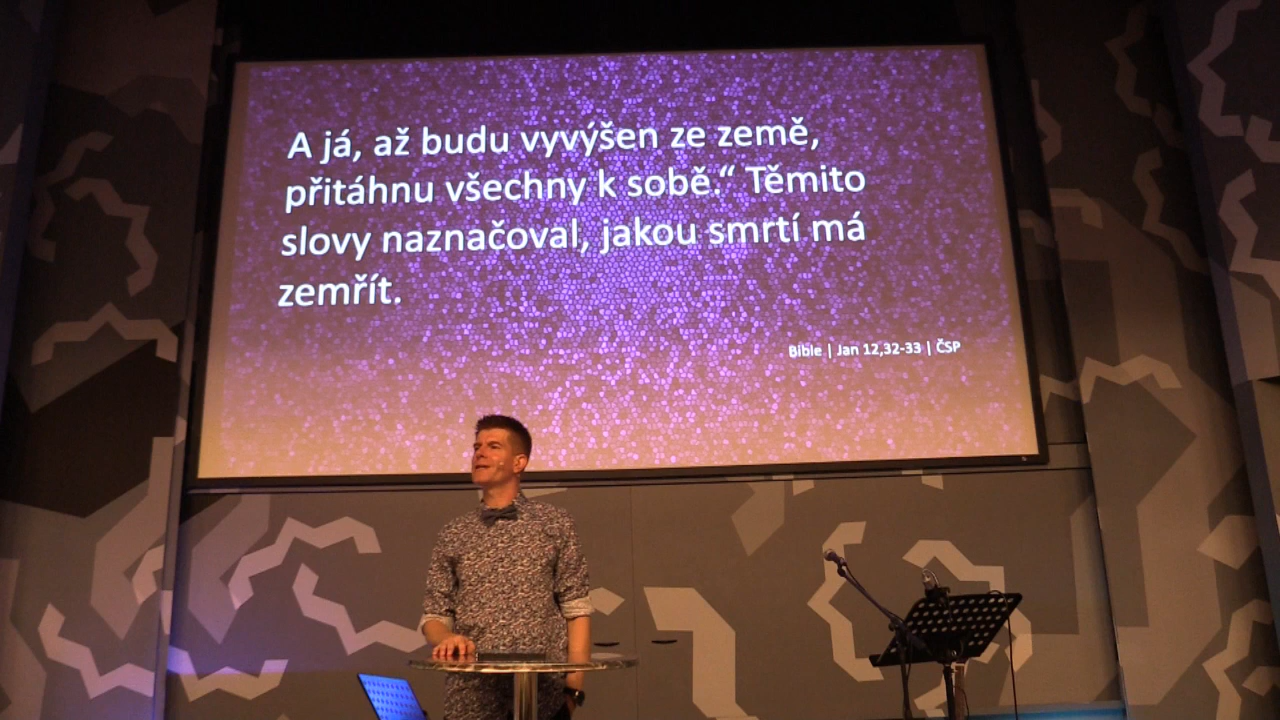 A já, až budu vyvýšen ze země,
přitáhnu všechny k sobě.“ Těmito
slovy naznačoval, jakou smrtí má
zemřít.
Bible | Jan 12,32-33 | ČSP